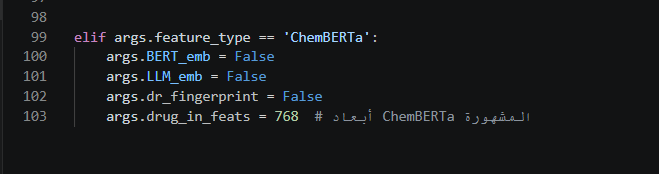 98
99 elif args.feature_type == 'ChemBERTa':
100 args.BERT_emb = False
101 args.LLM_emb = False
102 args.dr_fingerprint = False
103 args.drug_in_feats = 768 # أبعاد ChemBERTa المشهورة